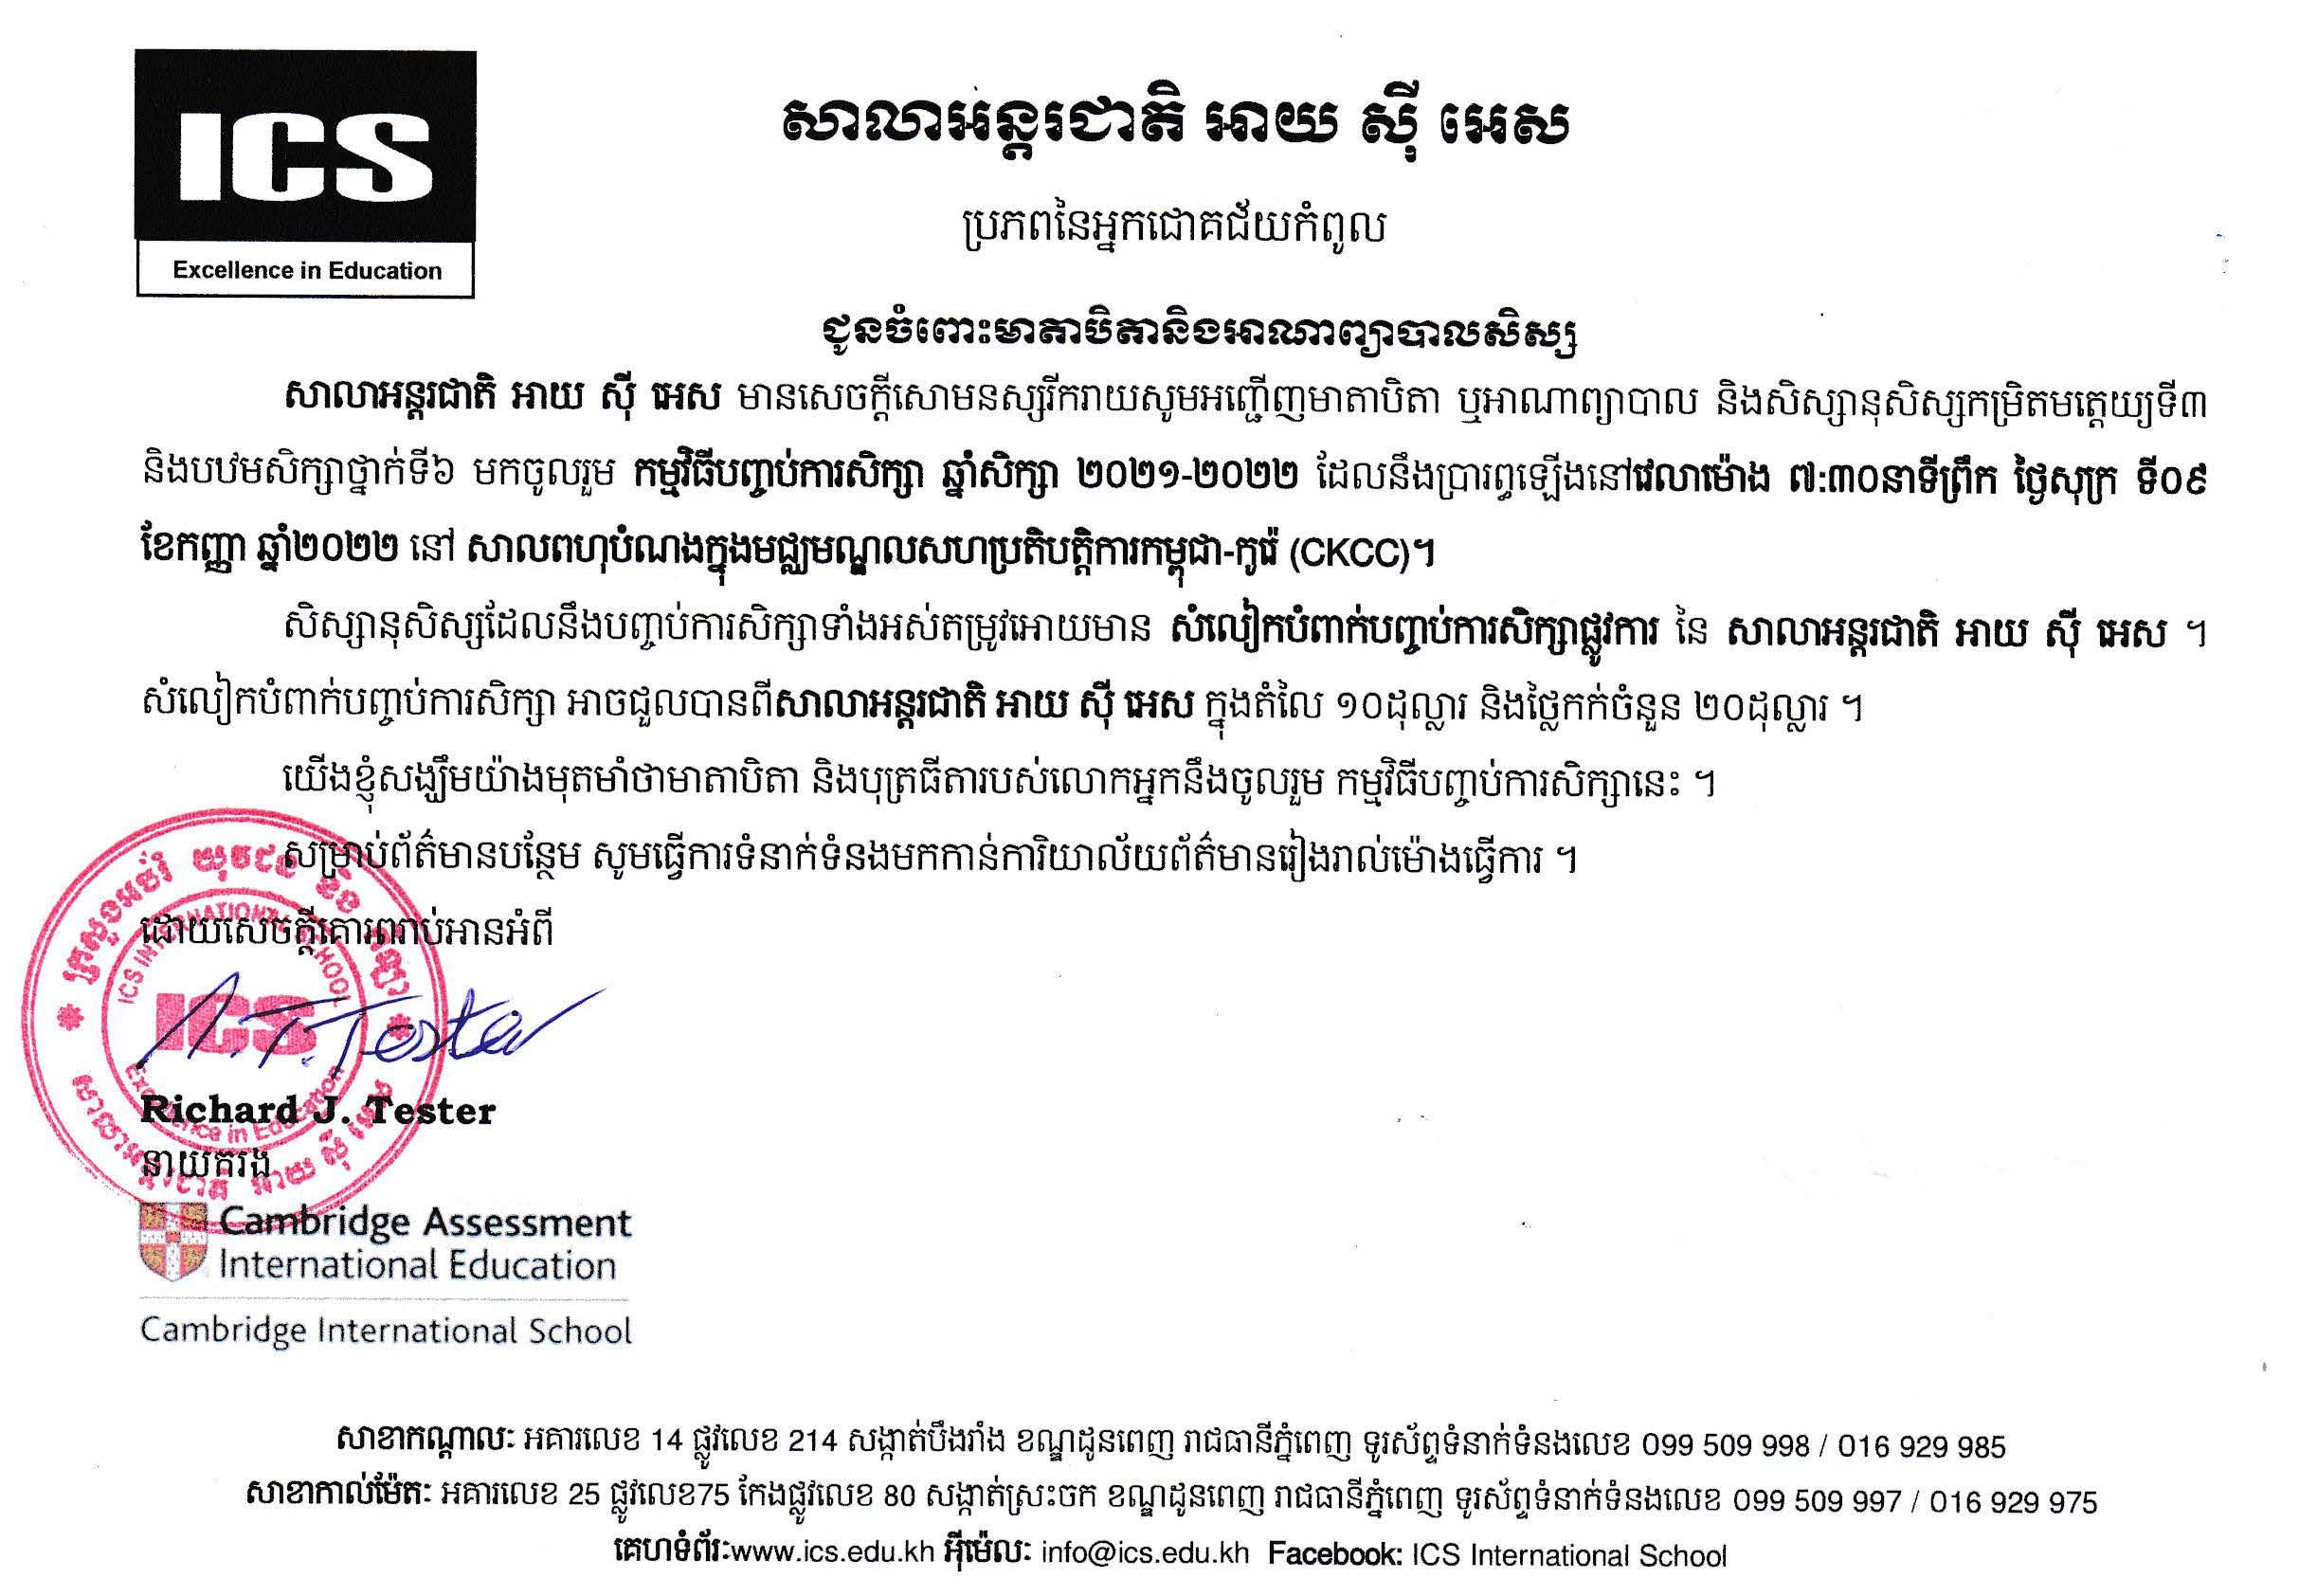 ICS
Excellence in Education
សាលាអន្តរជាតិ អាយ ស៊ី អេស
ប្រភពនៃអ្នកជោគជ័យកំពូល
ជូនចំពោះមាតាបិតានិងអាណាព្យាបាលសិស្ស
សាលាអន្តរជាតិ អាយ ស៊ី អេស មានសេចក្តីសោមនស្សរីករាយសូមអញ្ជើញមាតាបិតា ឬអាណាព្យាបាល និងសិស្សានុសិស្សកម្រិតមត្តេយ្យទី៣
និងបឋមសិក្សាថ្នាក់ទី៦ មកចូលរួម កម្មវិធីបញ្ចប់ការសិក្សា ឆ្នាំសិក្សា ២០២១-២០២២ ដែលនឹងប្រារព្ធឡើងនៅវេលាម៉ោង ៧:៣០នាទីព្រឹក ថ្ងៃសុក្រ ទី០៩
ខែកញ្ញា ឆ្នាំ២០២២ នៅ សាលពហុបំណងក្នុងមជ្ឈមណ្ឌលសហប្រតិបត្តិការកម្ពុជា-កូរ៉េ (CKCC)។
សិស្សានុសិស្សដែលនឹងបញ្ចប់ការសិក្សាទាំងអស់តម្រូវអោយមាន សំលៀកបំពាក់បញ្ចប់ការសិក្សាផ្លូវការ នៃ សាលាអន្តរជាតិ អាយ ស៊ី អេស ។
សំលៀកបំពាក់បញ្ចប់ការសិក្សា អាចជួលបានពីសាលាអន្តរជាតិ អាយ ស៊ី អេស ក្នុងតំលៃ ១០ដុល្លារ និងថ្លៃកក់ចំនួន ២០ដុល្លារ ។
យើងខ្ញុំសង្ឃឹមយ៉ាងមុតមាំថាមាតាបិតា និងបុត្រធីតារបស់លោកអ្នកនឹងចូលរួម កម្មវិធីបញ្ចប់ការសិក្សានេះ ។
សម្រាប់ព័ត៌មានបន្ថែម សូមធ្វើការទំនាក់ទំនងមកកាន់ការិយាល័យព័ត៌មានរៀងរាល់ម៉ោងធ្វើការ ។
ដោយសេចក្តីគោរពរាប់អានអំពី
ក្រសួងអប់រំ យុវជន និង កីឡា
ICS INTERNATIONAL SCHOOL
ICS
Excellence in Education
សាលាអន្តរជាតិ អាយ ស៊ី អេស
Richard J. Tester
នាយករង
Cambridge Assessment
International Education
Cambridge International School
សាខាកណ្តាល: អគារលេខ 14 ផ្លូវលេខ 214 សង្កាត់បឹងរាំង ខណ្ឌដូនពេញ រាជធានីភ្នំពេញ ទូរស័ព្ទទំនាក់ទំនងលេខ 099 509 998 / 016 929 985
សាខាកាល់ម៉ែត: អគារលេខ 25 ផ្លូវលេខ75 កែងផ្លូវលេខ 80 សង្កាត់ស្រះចក ខណ្ឌដូនពេញ រាជធានីភ្នំពេញ ទូរស័ព្ទទំនាក់ទំនងលេខ 099 509 997 / 016 929 975
គេហទំព័រ:www.ics.edu.kh អ៊ីម៉េល: info@ics.edu.kh Facebook: ICS International School